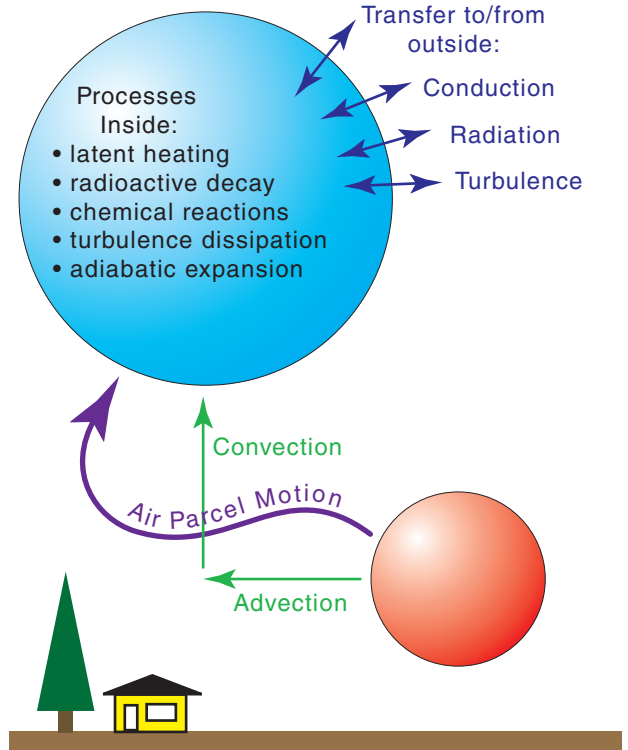 Transfer to/from
outside:
Conduction
Radiation
Turbulence
Processes
Inside:
• latent heating
• radioactive decay
• chemical reactions
• turbulence dissipation
• adiabatic expansion
Convection
Air Parcel Motion
Advection